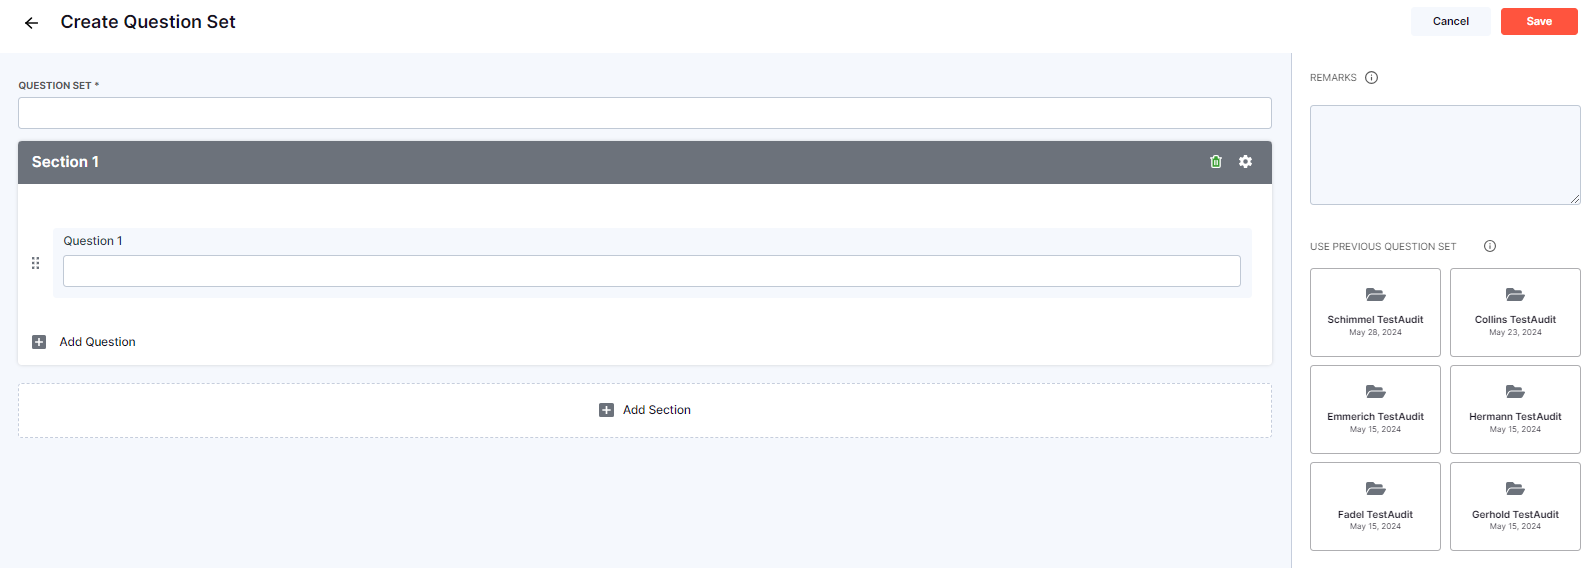 Create Question Set
Cancel
Save
QUESTION SET *
Section 1
Question 1
Add Question
Add Section
REMARKS
USE PREVIOUS QUESTION SET
Schimmel TestAudit
May 28, 2024
Collins TestAudit
May 23, 2024
Emmerich TestAudit
May 15, 2024
Hermann TestAudit
May 15, 2024
Fadel TestAudit
May 15, 2024
Gerhold TestAudit
May 15, 2024